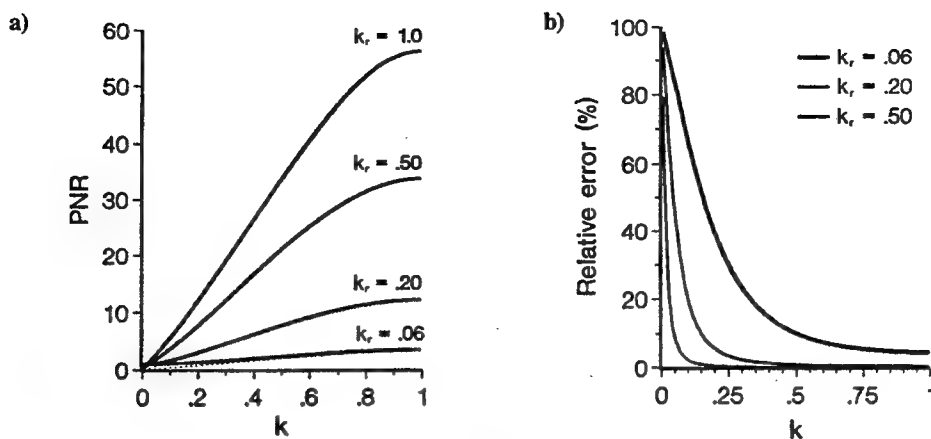 a)
60
50
40
30
20
10
0
PNR
0 .2 .4 .6 .8 1
k
k_r = 1.0
k_r = .50
k_r = .20
k_r = .06
b)
100
80
60
40
20
0
Relative error (%)
0 .25 .5 .75 1
k
k_r = .06
k_r = .20
k_r = .50